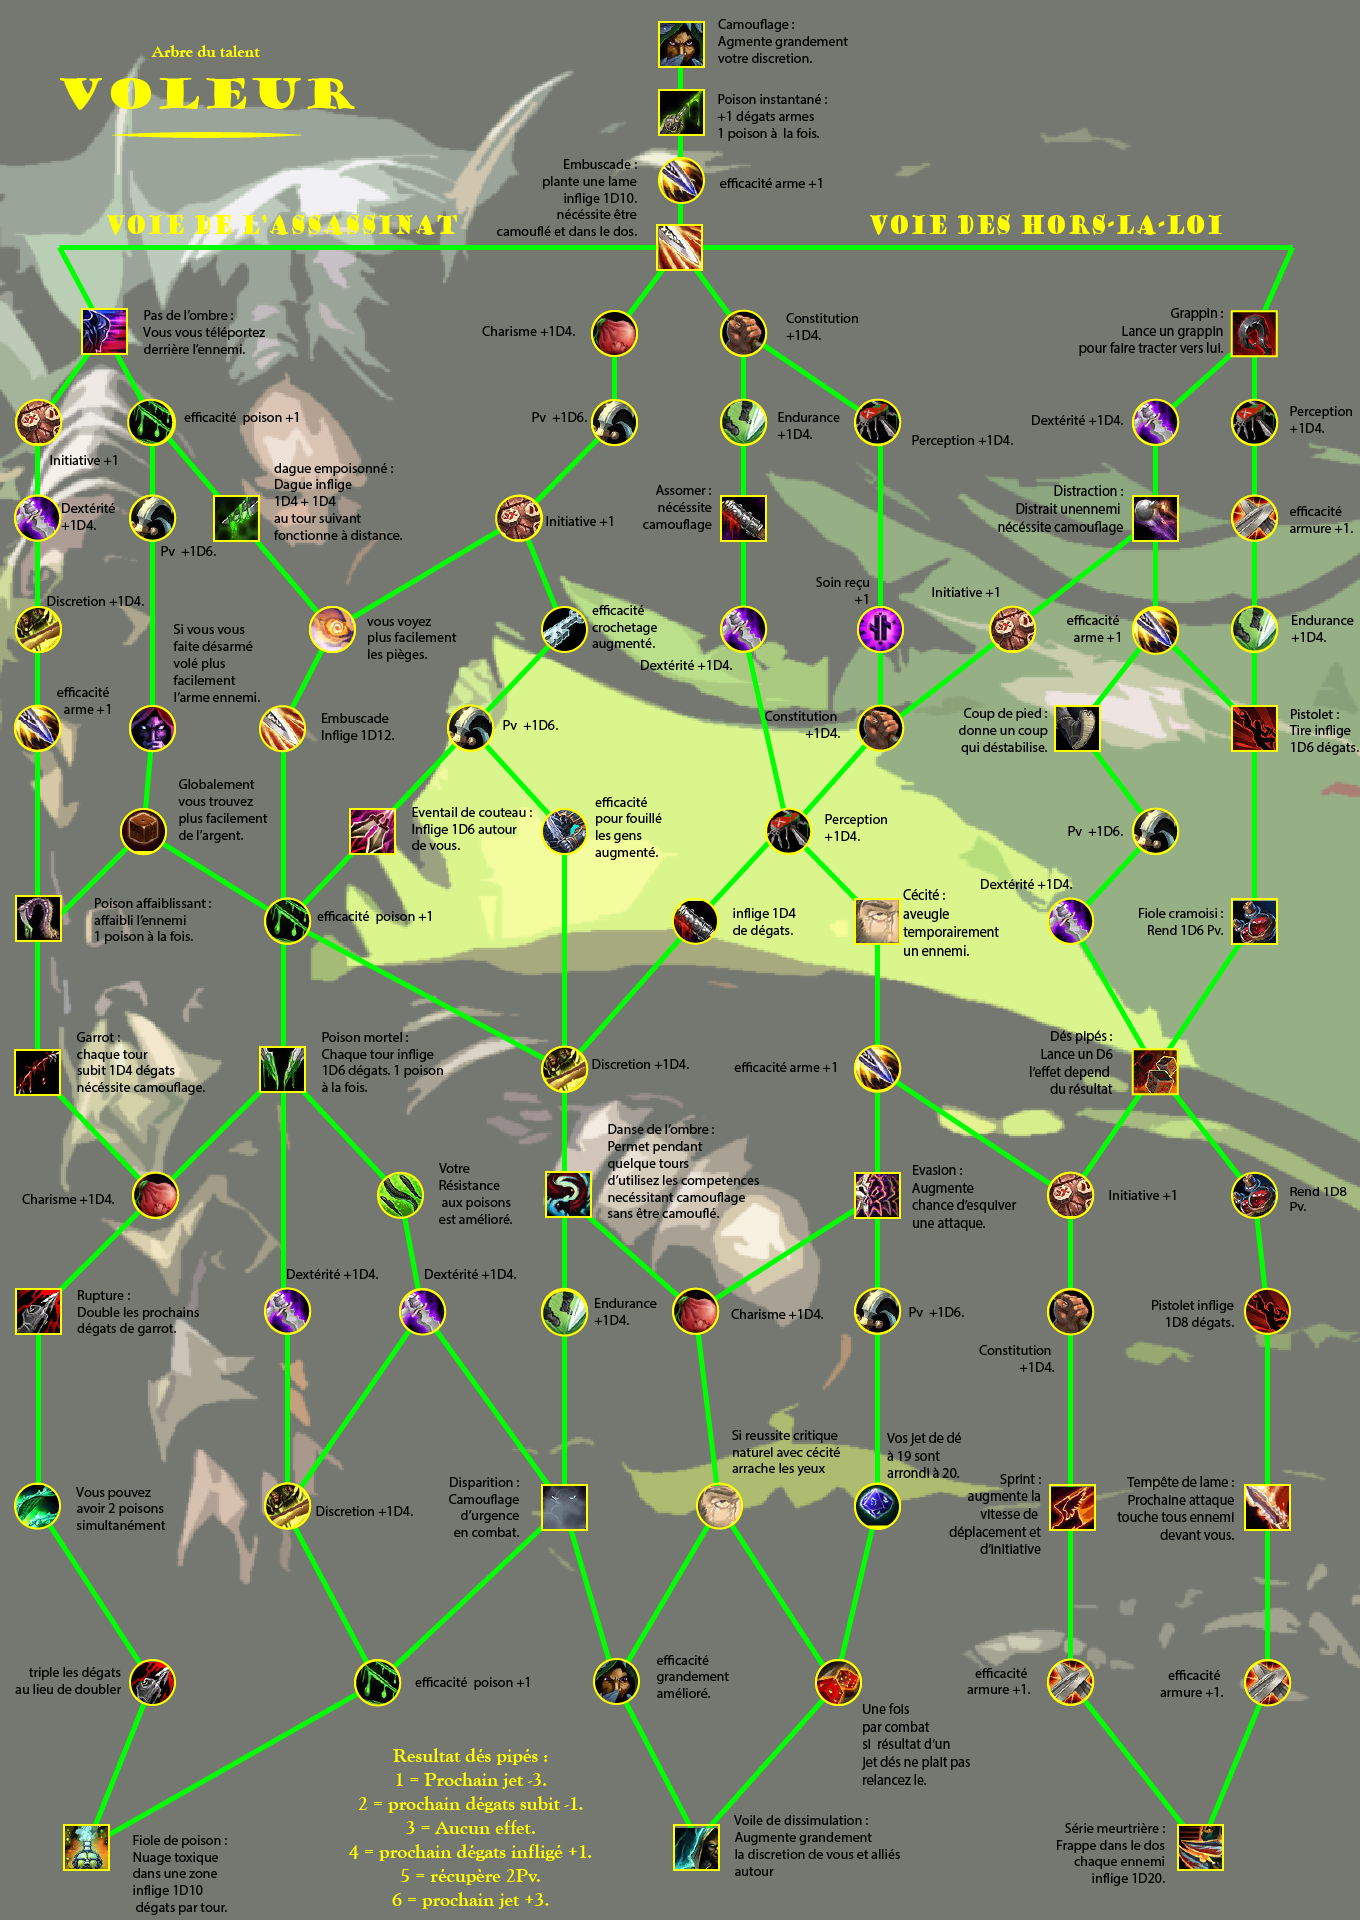 Arbre du talent
VOLEUR
Camouflage :
Agmente grandement
votre discretion.
Poison instantané :
+1 dégats armes
1 poison à  la fois.
efficacité arme +1
Embuscade :
plante une lame
inflige 1D10.
nécéssite être
camouflé et dans le dos.
VOIE DE L'ASSASSINAT
VOIE DES HORS-LA-LOI
Pas de l'ombre :
Vous vous téléportez
derrière l'ennemi.
Charisme +1D4.
Constitution
+1D4.
Grappin :
Lance un grappin
pour faire tracter vers lui.
Initiative +1
efficacité  poison +1
Pv  +1D6.
Endurance
+1D4.
Perception +1D4.
Dextérité +1D4.
Perception
+1D4.
Dextérité
+1D4.
Pv  +1D6.
dague empoisonné :
Dague inflige
1D4 + 1D4
au tour suivant
fonctionne à distance.
Initiative +1
Assomer :
nécéssite
camouflage
Distraction :
Distrait unennemi
nécéssite camouflage
efficacité
armure +1.
Discretion +1D4.
Si vous vous
faite désarmé
volé plus
facilement
l'arme ennemi.
vous voyez
plus facilement
les pièges.
efficacité
crochetage
augmenté.
Dextérité +1D4.
Soin reçu
+1
Initiative +1
efficacité
arme +1
Endurance
+1D4.
efficacité
arme +1
Embuscade
Inflige 1D12.
Pv  +1D6.
Constitution
+1D4.
Coup de pied :
donne un coup
qui déstabilise.
Pistolet :
Tire inflige
1D6 dégats.
Globalement
vous trouvez
plus facilement
de l'argent.
Eventail de couteau :
Inflige 1D6 autour
de vous.
efficacité
pour fouillé
les gens
augmenté.
Perception
+1D4.
Pv  +1D6.
Poison affaiblissant :
affaibli l'ennemi
1 poison à la fois.
efficacité  poison +1
inflige 1D4
de dégats.
Cécité :
aveugle
temporairement
un ennemi.
Dextérité +1D4.
Fiole cramoisi :
Rend 1D6 Pv.
Garrot :
chaque tour
subit 1D4 dégats
nécéssite camouflage.
Poison mortel :
Chaque tour inflige
1D6 dégats. 1 poison
à la fois.
Discretion +1D4.
efficacité arme +1
Dés pipés :
Lance un D6
l'effet depend
du résultat
Charisme +1D4.
Votre
Résistance
aux poisons
est amélioré.
Danse de l'ombre :
Permet pendant
quelque tours
d'utilisez les competences
necéssitant camouflage
sans être camouflé.
Evasion :
Augmente
chance d'esquiver
une attaque.
Initiative +1
Rend 1D8
Pv.
Rupture :
Double les prochains
dégats de garrot.
Dextérité +1D4.
Dextérité +1D4.
Endurance
+1D4.
Charisme +1D4.
Pv  +1D6.
Constitution
+1D4.
Pistolet inflige
1D8 dégats.
Vous pouvez
avoir 2 poisons
simultanément
Discretion +1D4.
Disparition :
Camouflage
d'urgence
en combat.
Si reussite critique
naturel avec cécité
arrache les yeux
Vos jet de dé
à 19 sont
arrondi à 20.
Sprint :
augmente la
vitesse de
déplacement et
d'initiative
Tempête de lame :
Prochaine attaque
touche tous ennemi
devant vous.
triple les dégats
au lieu de doubler
efficacité  poison +1
efficacité
grandement
amélioré.
Une fois
par combat
si  résultat d'un
jet dés ne plait pas
relancez le.
efficacité
armure +1.
efficacité
armure +1.
Resultat dés pipés :
1 = Prochain jet -3.
2 = prochain dégats subit -1.
3 = Aucun effet.
4 = prochain dégats infligé +1.
5 = récupère 2Pv.
6 = prochain jet +3.
Fiole de poison :
Nuage toxique
dans une zone
inflige 1D10
dégats par tour.
Voile de dissimulation :
Augmente grandement
la discretion de vous et alliés
autour
Série meurtrière :
Frappe dans le dos
chaque ennemi
inflige 1D20.